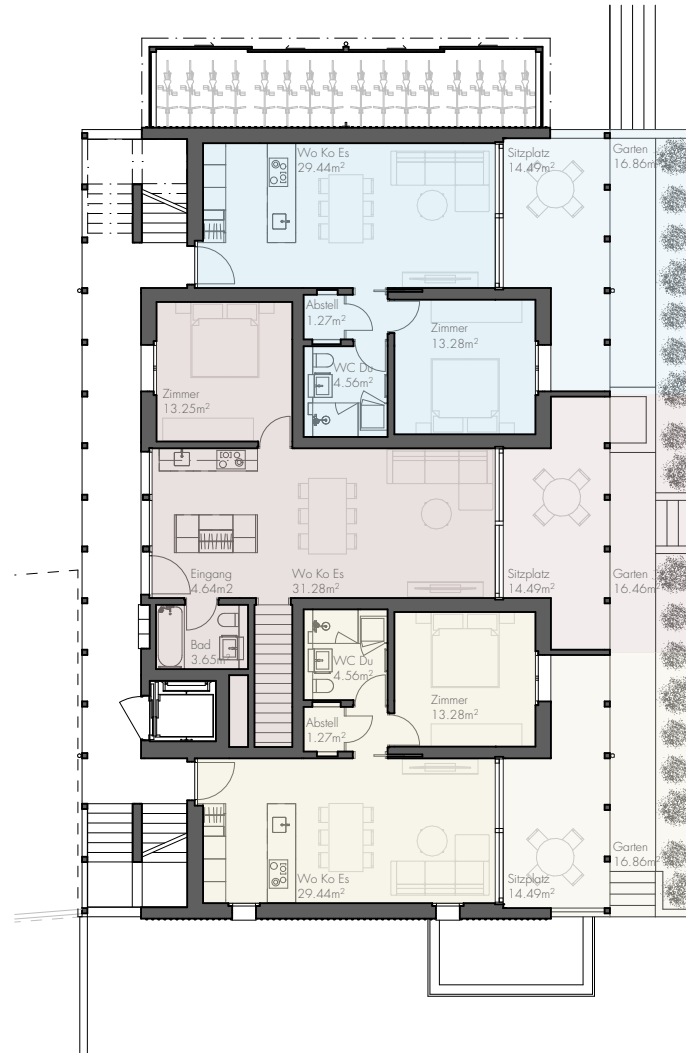 Wo Ko Es
29.44m²
Sitzplatz
14.49m²
Garten
16.86m²
Abstell
1.27m²
Zimmer
13.28m²
WC Du
4.56m²
Zimmer
13.25m²
Eingang
4.64m2
Wo Ko Es
31.28m²
Sitzplatz
14.49m²
Garten
16.46m²
Bad
3.65m²
WC Du
4.56m²
Zimmer
13.28m²
Abstell
1.27m²
Wo Ko Es
29.44m²
Sitzplatz
14.49m²
Garten
16.86m²